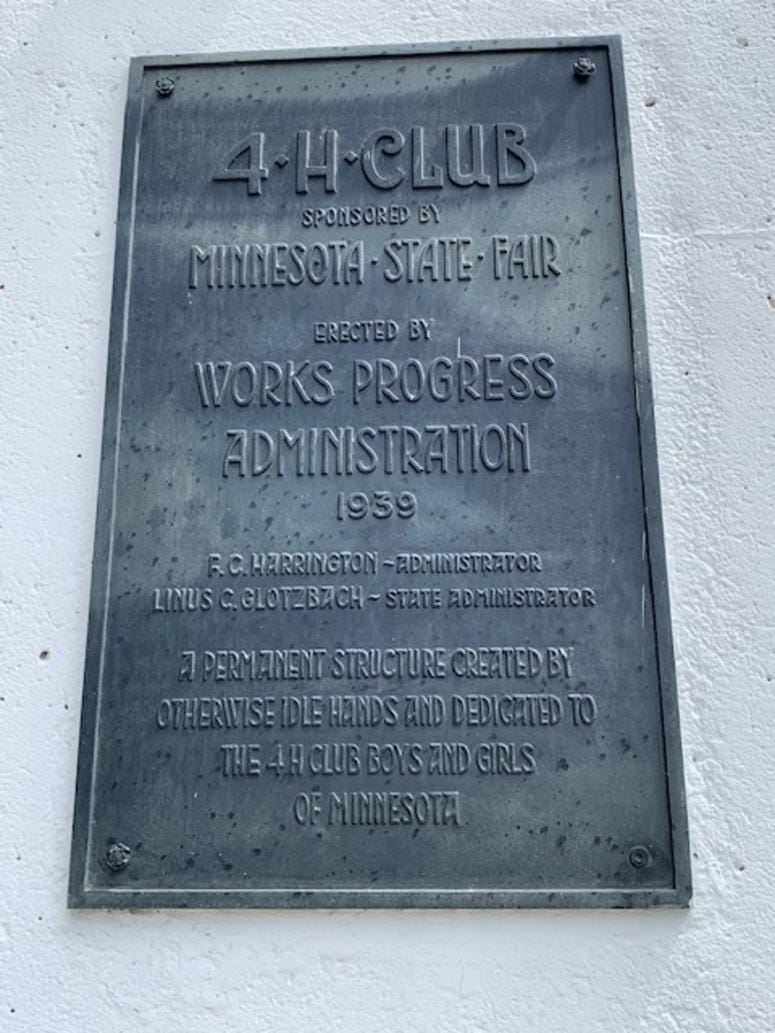 4·H·CLUB
SPONSORED BY
MINNESOTA·STATE·FAIR
ERECTED BY
WORKS PROGRESS
ADMINISTRATION
1939
F. C. HARRINGTON ~ ADMINISTRATOR
LINUS C. GLOTZBACH ~ STATE ADMINISTRATOR
A PERMANENT STRUCTURE CREATED BY
OTHERWISE IDLE HANDS AND DEDICATED TO
THE 4 H CLUB BOYS AND GIRLS
OF MINNESOTA